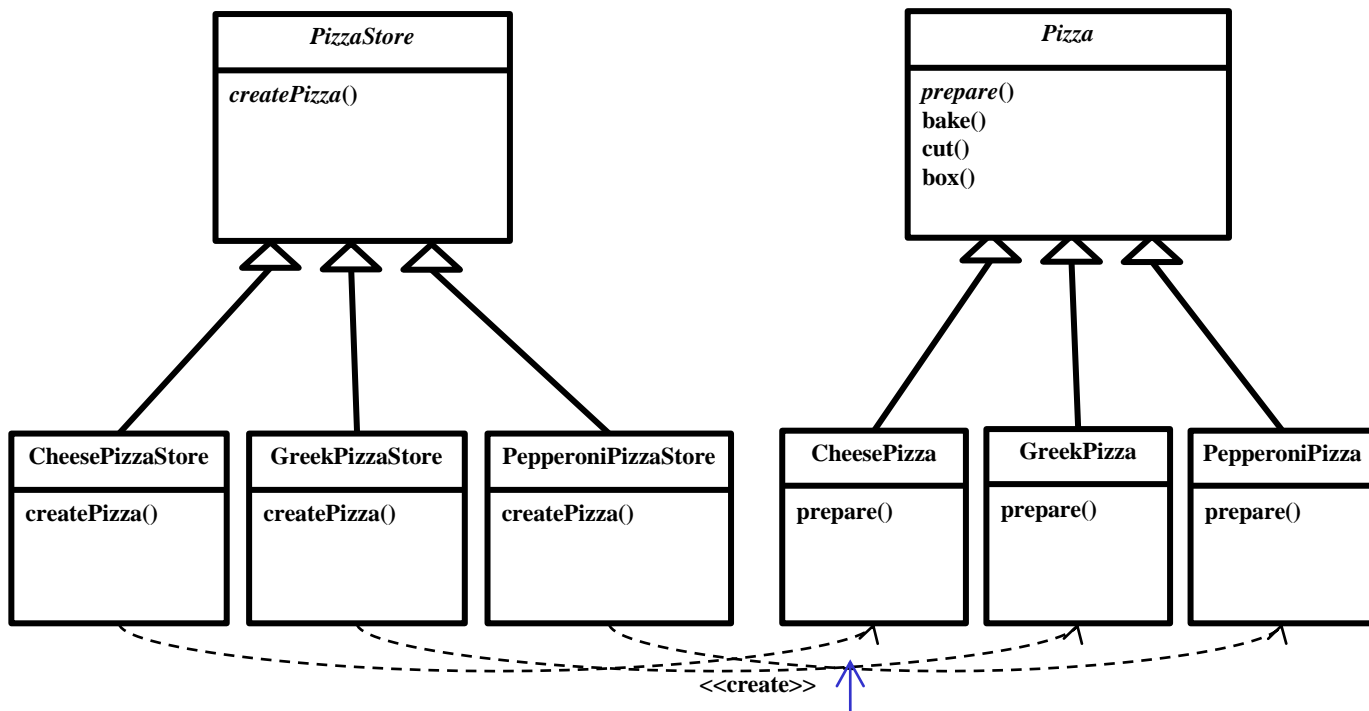 PizzaStore
createPizza()
Pizza
prepare()
bake()
cut()
box()
CheesePizzaStore
createPizza()
GreekPizzaStore
createPizza()
PepperoniPizzaStore
createPizza()
CheesePizza
prepare()
GreekPizza
prepare()
PepperoniPizza
prepare()
<<create>>